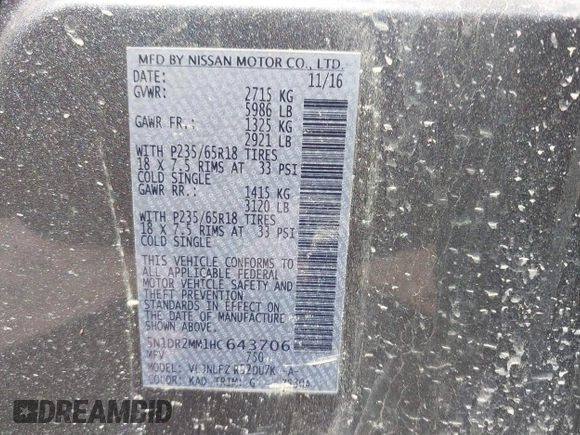 MFD BY NISSAN MOTOR CO., LTD.
DATE: 11/16
GVWR: 2715 KG
5986 LB
GAWR FR.: 1325 KG
2921 LB
WITH P235/65R18 TIRES
18 X 7.5 RIMS AT 33 PSI
COLD SINGLE
GAWR RR.: 1415 KG
3120 LB
WITH P235/65R18 TIRES
18 X 7.5 RIMS AT 33 PSI
COLD SINGLE
THIS VEHICLE CONFORMS TO
ALL APPLICABLE FEDERAL
MOTOR VEHICLE SAFETY AND
THEFT PREVENTION
STANDARDS IN EFFECT ON
THE DATE OF MANUFACTURE
SHOWN ABOVE.
5N1DR2MM1HC643706
MPV 750
MODEL:
COLOR: KAD TRIM: G
DREAMBID